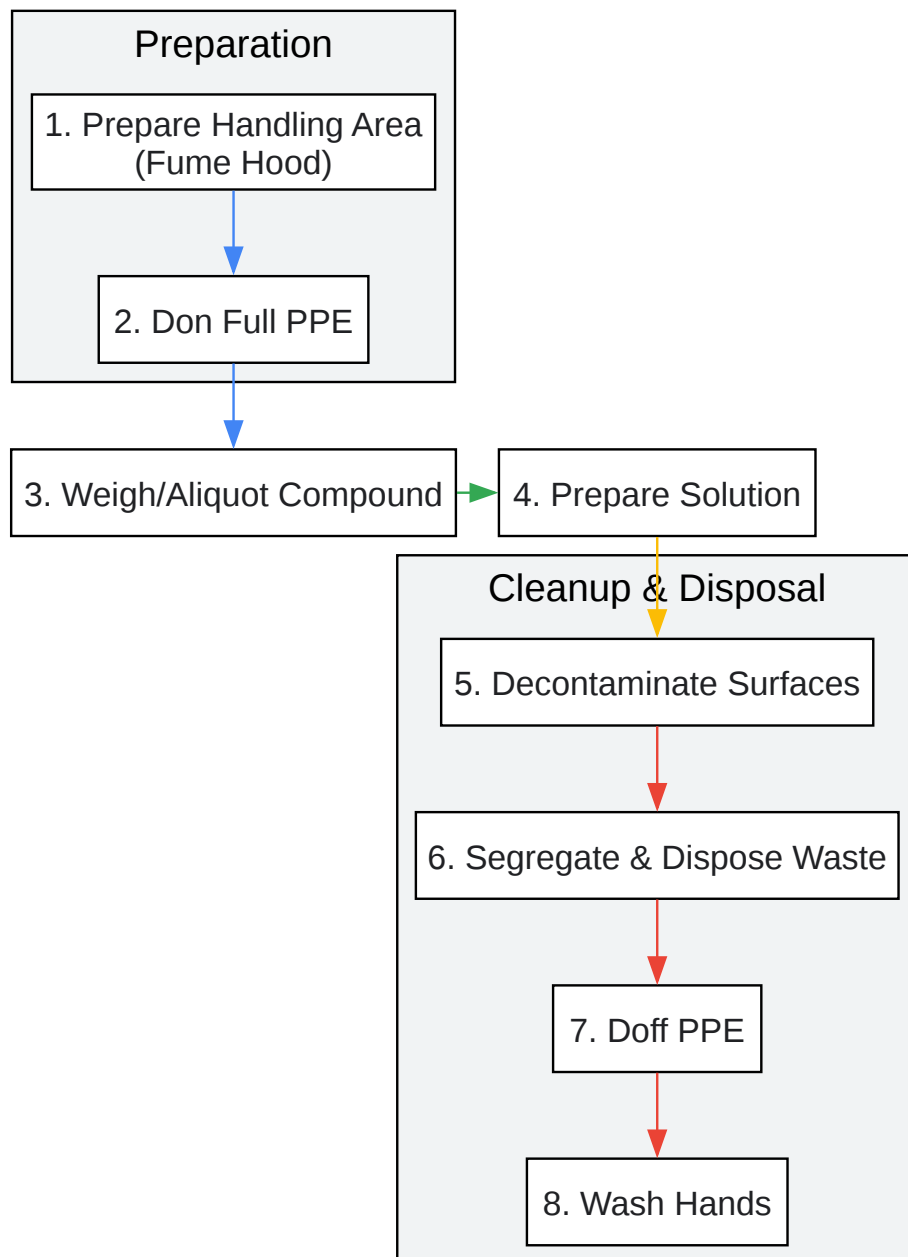 Preparation
1. Prepare Handling Area
(Fume Hood)
2. Don Full PPE
3. Weigh/Aliquot Compound
4. Prepare Solution
Cleanup & Disposal
5. Decontaminate Surfaces
6. Segregate & Dispose Waste
7. Doff PPE
8. Wash Hands